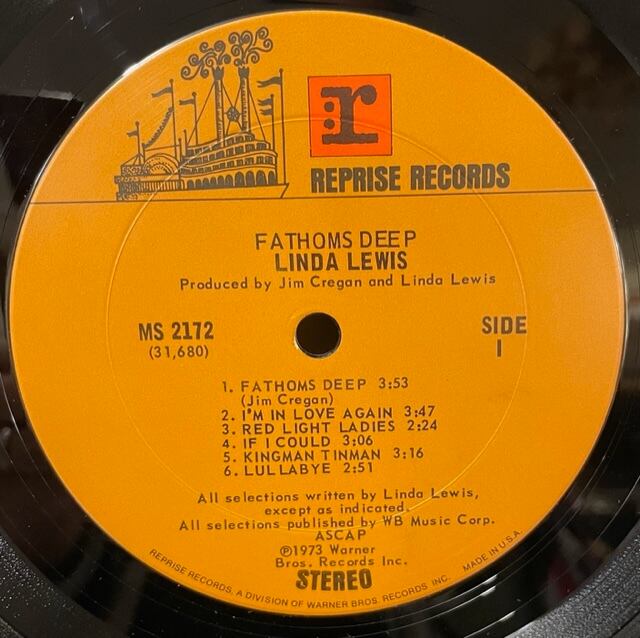 r:
REPRISE RECORDS
FATHOMS DEEP
LINDA LEWIS
Produced by Jim Cregan and Linda Lewis
MS 2172
(31,680)
SIDE
1
1. FATHOMS DEEP 3:53
(Jim Cregan)
2. I'M IN LOVE AGAIN 3:47
3. RED LIGHT LADIES 2:24
4. IF I COULD 3:06
5. KINGMAN TINMAN 3:16
6. LULLABYE 2:51
All selections written by Linda Lewis,
except as indicated.
All selections published by WB Music Corp.
ASCAP
℗1973 Warner
Bros. Records Inc.
STEREO
REPRISE RECORDS, A DIVISION OF WARNER BROS. RECORDS INC. MADE IN U.S.A.